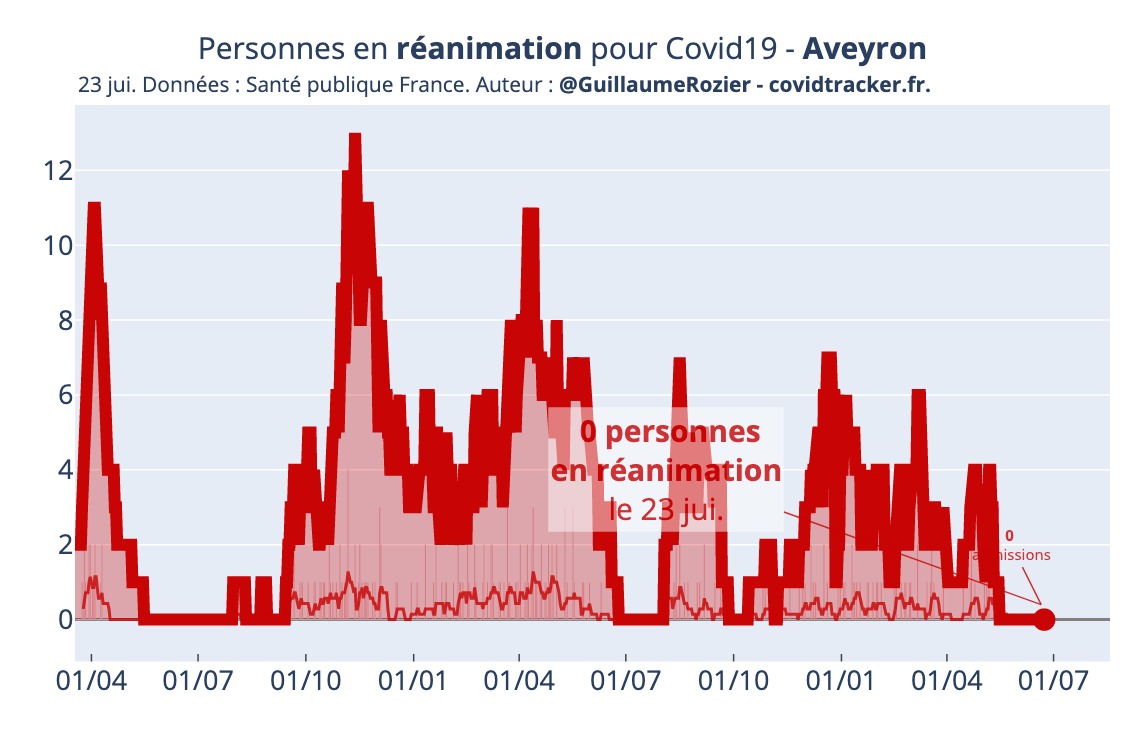 Personnes en réanimation pour Covid19 - Aveyron
23 jui. Données : Santé publique France. Auteur : @GuillaumeRozier - covidtracker.fr.
12
10
8
6
4
2
0
0 personnes
en réanimation
le 23 jui.
0
admissions
01/04 01/07 01/10 01/01 01/04 01/07 01/10 01/01 01/04 01/07